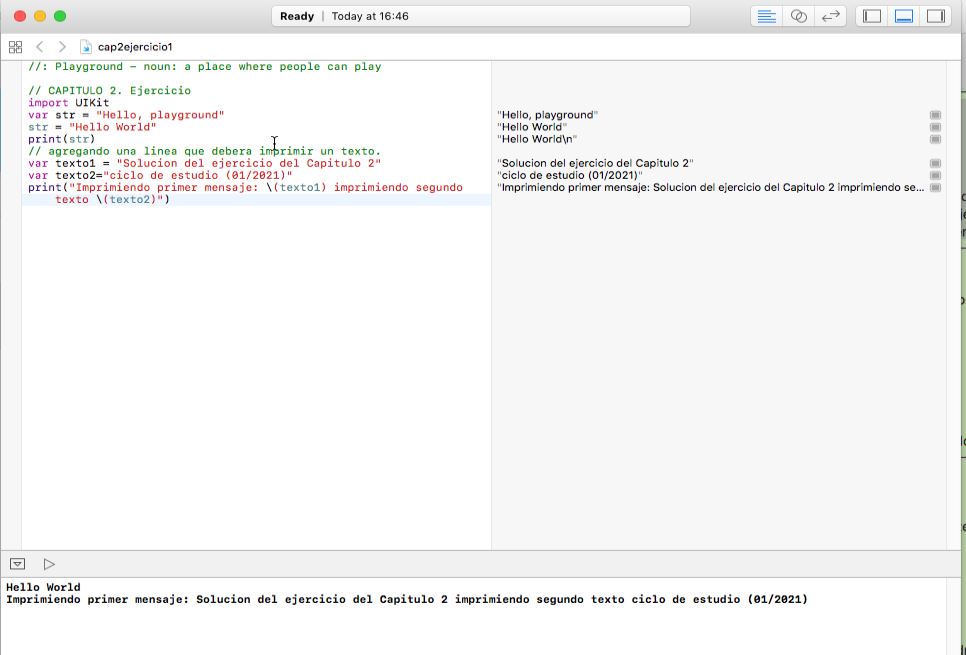 Ready | Today at 16:46
cap2ejercicio1
//: Playground - noun: a place where people can play
// CAPITULO 2. Ejercicio
import UIKit
var str = "Hello, playground"
str = "Hello World"
print(str)
// agregando una linea que debera imprimir un texto.
var texto1 = "Solucion del ejercicio del Capitulo 2"
var texto2="ciclo de estudio (01/2021)"
print("Imprimiendo primer mensaje: \(texto1) imprimiendo segundo
texto \(texto2)")
"Hello, playground"
"Hello World"
"Hello World\n"
"Solucion del ejercicio del Capitulo 2"
"ciclo de estudio (01/2021)"
"Imprimiendo primer mensaje: Solucion del ejercicio del Capitulo 2 imprimiendo se...
Hello World
Imprimiendo primer mensaje: Solucion del ejercicio del Capitulo 2 imprimiendo segundo texto ciclo de estudio (01/2021)